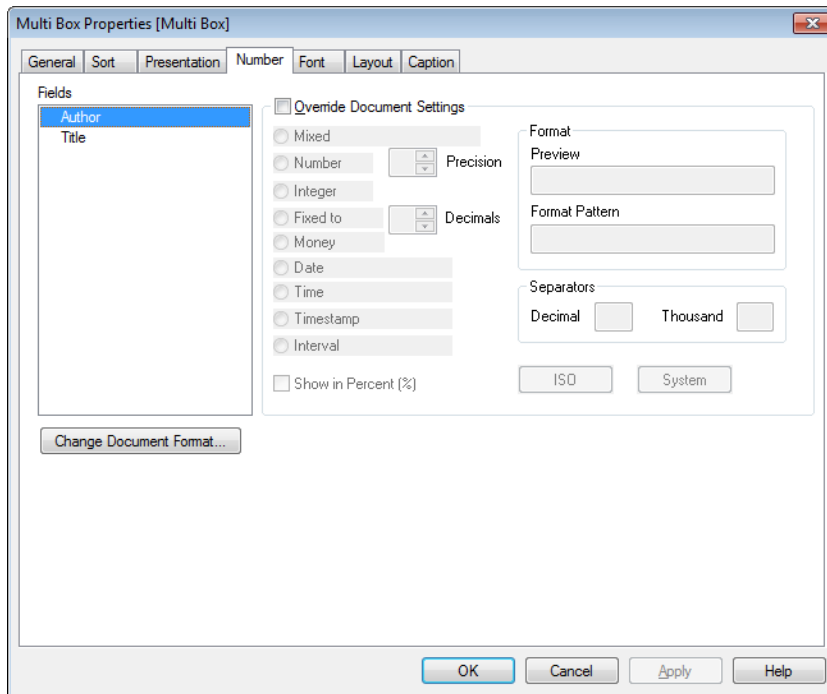 Multi Box Properties [Multi Box]
General Sort Presentation Number Font Layout Caption
Fields
Author
Title
Override Document Settings
Mixed
Number Precision
Integer
Fixed to Decimals
Money
Date
Time
Timestamp
Interval
Show in Percent (%)
Format
Preview
Format Pattern
Separators
Decimal Thousand
ISO System
Change Document Format...
OK Cancel Apply Help